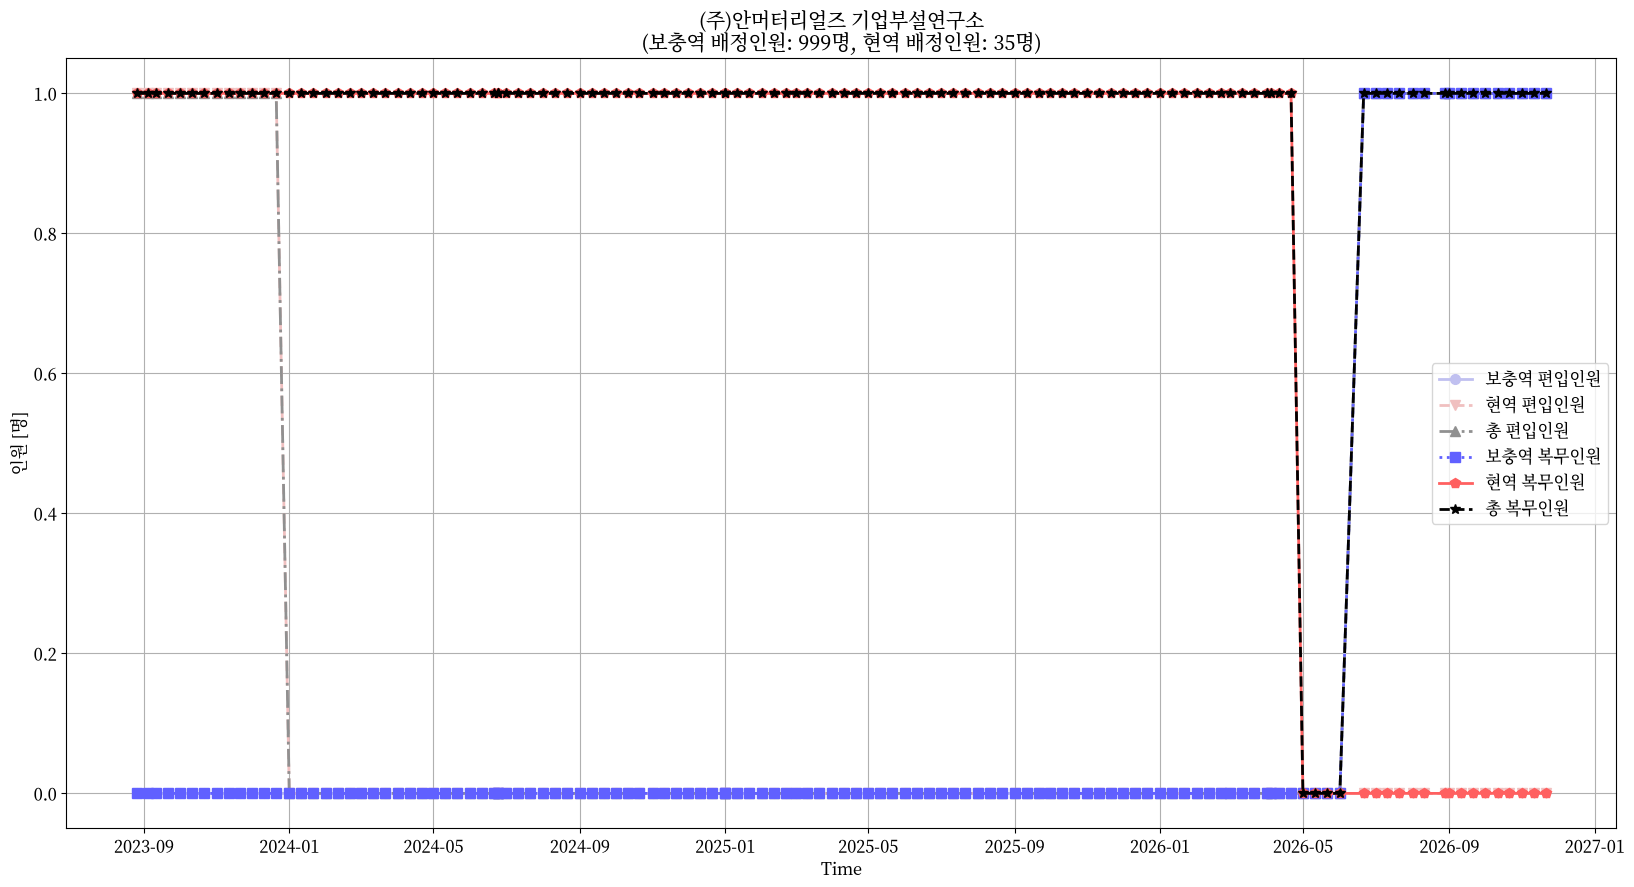 (주)안머터리얼즈 기업부설연구소
(보충역 배정인원: 999명, 현역 배정인원: 35명)
인원 [명]
1.0
0.8
0.6
0.4
0.2
0.0
보충역 편입인원
현역 편입인원
총 편입인원
보충역 복무인원
현역 복무인원
총 복무인원
2023-09 2024-01 2024-05 2024-09 2025-01 2025-05 2025-09 2026-01 2026-05 2026-09 2027-01
Time